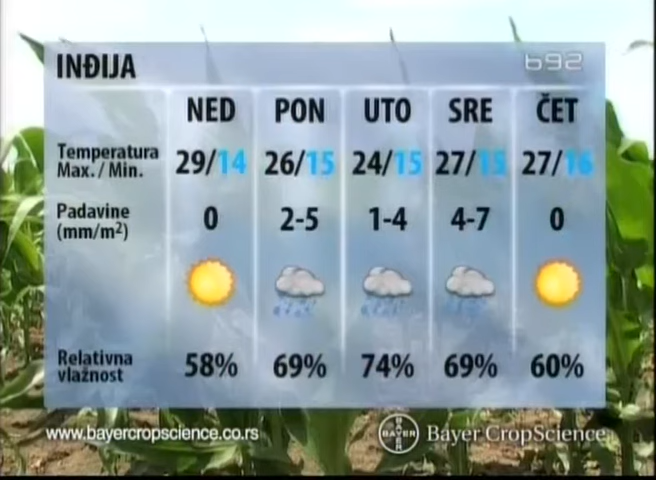 INĐIJA
b92
NED PON UTO SRE ČET
Temperatura
Max./Min. 29/14 26/15 24/15 27/15 27/16
Padavine
(mm/m²) 0 2-5 1-4 4-7 0
Relativna
vlažnost 58% 69% 74% 69% 60%
www.bayercropscience.co.rs
BAYER
BAYER
Bayer CropScience